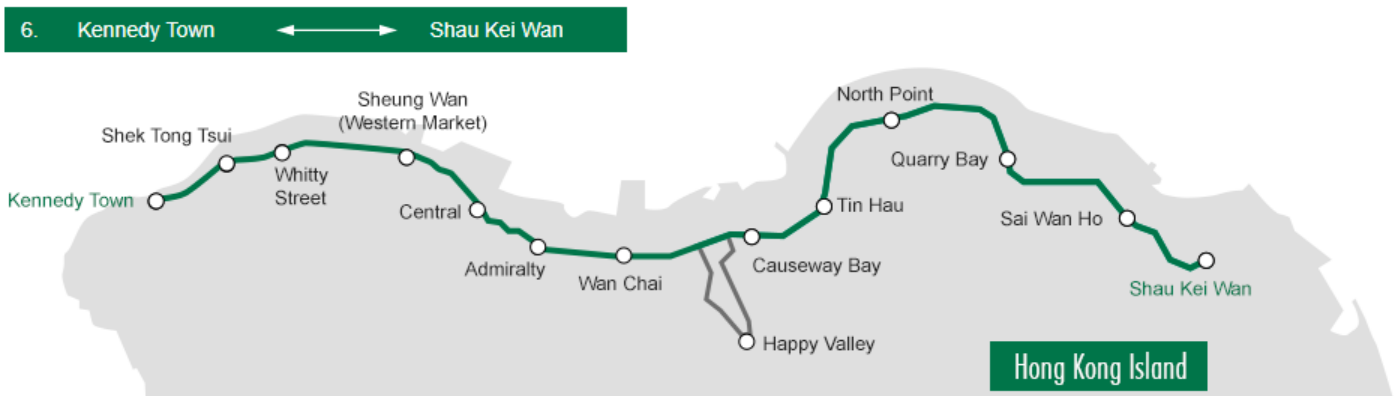 6. Kennedy Town Shau Kei Wan
Sheung Wan
(Western Market)
North Point
Shek Tong Tsui
Quarry Bay
Whitty
Street
Kennedy Town
Central
Tin Hau
Sai Wan Ho
Admiralty
Wan Chai
Causeway Bay
Shau Kei Wan
Happy Valley
Hong Kong Island